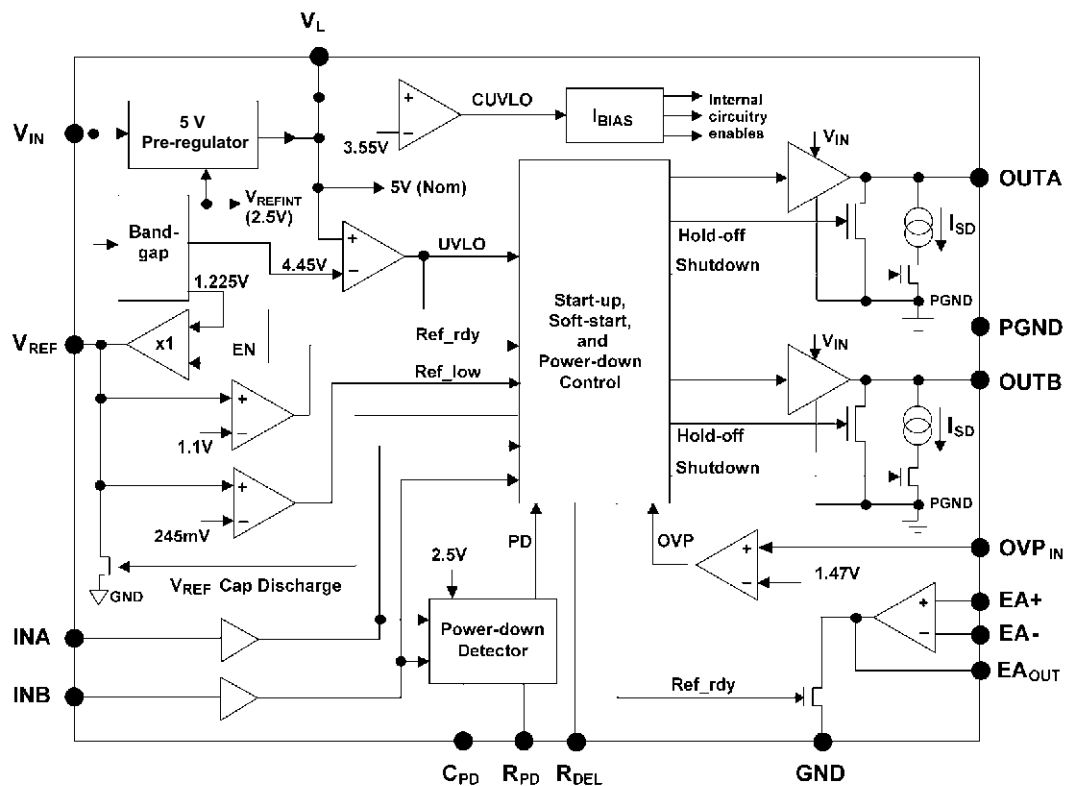 VL
CUVLO
IBIAS
Internal
circuitry
enables
VIN
5 V
Pre-regulator
+
−
3.55V
VIN
OUTA
5V (Nom)
VREFINT
(2.5V)
Band-
gap
ISD
Hold-off
UVLO
+
−
4.45V
Shutdown
1.225V
Start-up,
Soft-start,
and
Power-down
Control
PGND
PGND
VREF
x1
EN
Ref_rdy
VIN
Ref_low
OUTB
+
−
1.1V
ISD
Hold-off
Shutdown
+
−
245mV
PGND
PD
OVP
+
−
OVP IN
2.5V
1.47V
VREF Cap Discharge
GND
EA+
+
−
EA-
INA
Power-down
Detector
EAOUT
INB
Ref_rdy
CPD
RPD
RDEL
GND